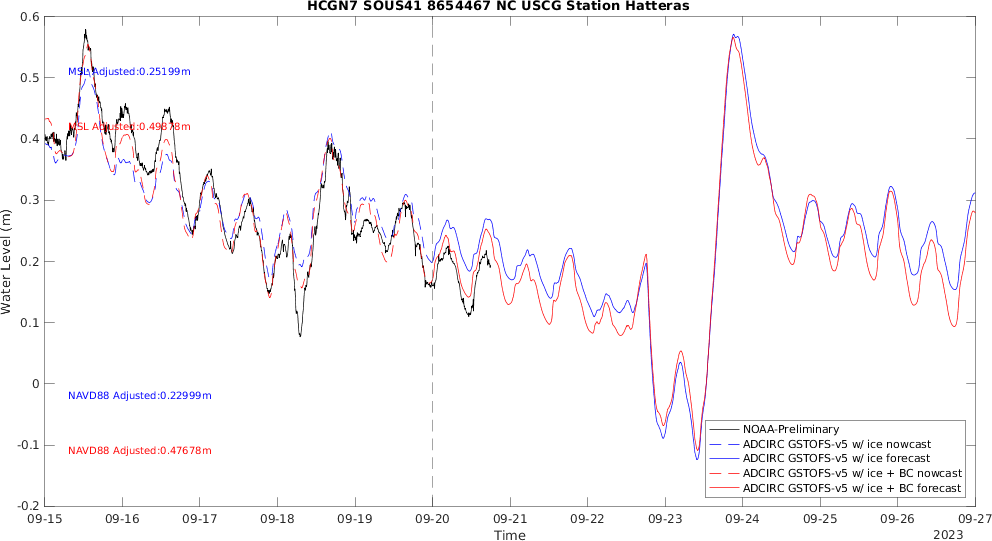 HCGN7 SOUS41 8654467 NC USCG Station Hatteras
Water Level (m)
0.6
0.5
0.4
0.3
0.2
0.1
0
-0.1
-0.2
MSL Adjusted:0.25199m
MSL Adjusted:0.49878m
NAVD88 Adjusted:0.22999m
NAVD88 Adjusted:0.47678m
NOAA-Preliminary
ADCIRC GSTOFS-v5 w/ ice nowcast
ADCIRC GSTOFS-v5 w/ ice forecast
ADCIRC GSTOFS-v5 w/ ice + BC nowcast
ADCIRC GSTOFS-v5 w/ ice + BC forecast
09-15 09-16 09-17 09-18 09-19 09-20 09-21 09-22 09-23 09-24 09-25 09-26 09-27
Time
2023